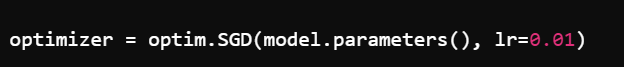 optimizer = optim.SGD(model.parameters(), lr=0.01)